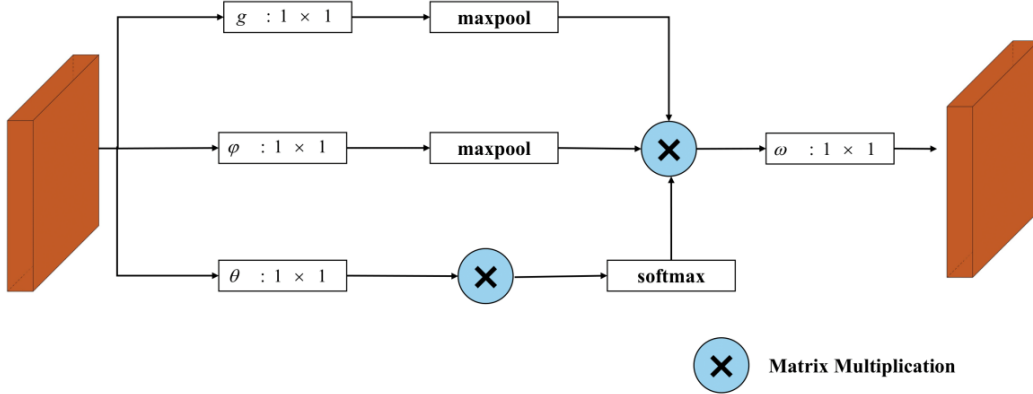 g : 1 × 1
maxpool
φ : 1 × 1
maxpool
ω : 1 × 1
θ : 1 × 1
softmax
Matrix Multiplication